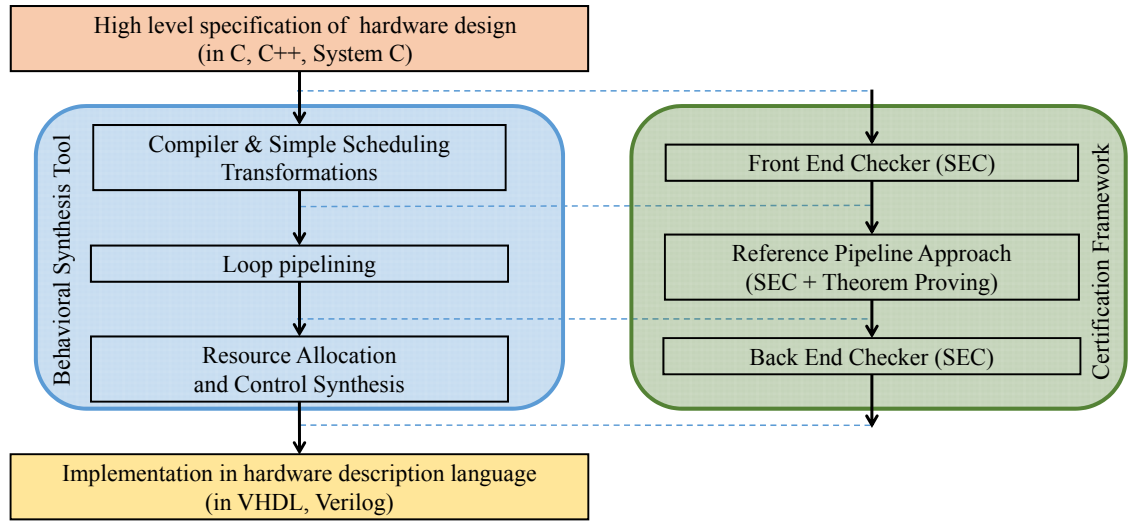 High level specification of hardware design
(in C, C++, System C)
Behavioral Synthesis Tool
Compiler & Simple Scheduling
Transformations
Loop pipelining
Resource Allocation
and Control Synthesis
Front End Checker (SEC)
Reference Pipeline Approach
(SEC + Theorem Proving)
Back End Checker (SEC)
Certification Framework
Implementation in hardware description language
(in VHDL, Verilog)